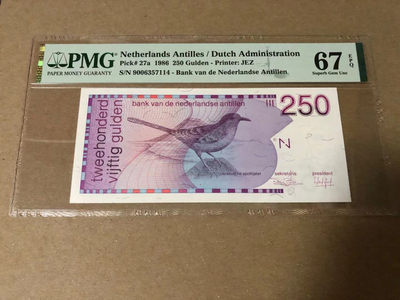 PMG
PAPER MONEY GUARANTY
Netherlands Antilles / Dutch Administration
Pick# 27a 1986 250 Gulden - Printer: JEZ
S/N 9006357114 - Bank van de Nederlandse Antillen
67 EPQ
Superb Gem Unc
bank van de nederlandse antillen
250
tweehonderd
vijftig gulden
sekretaris president